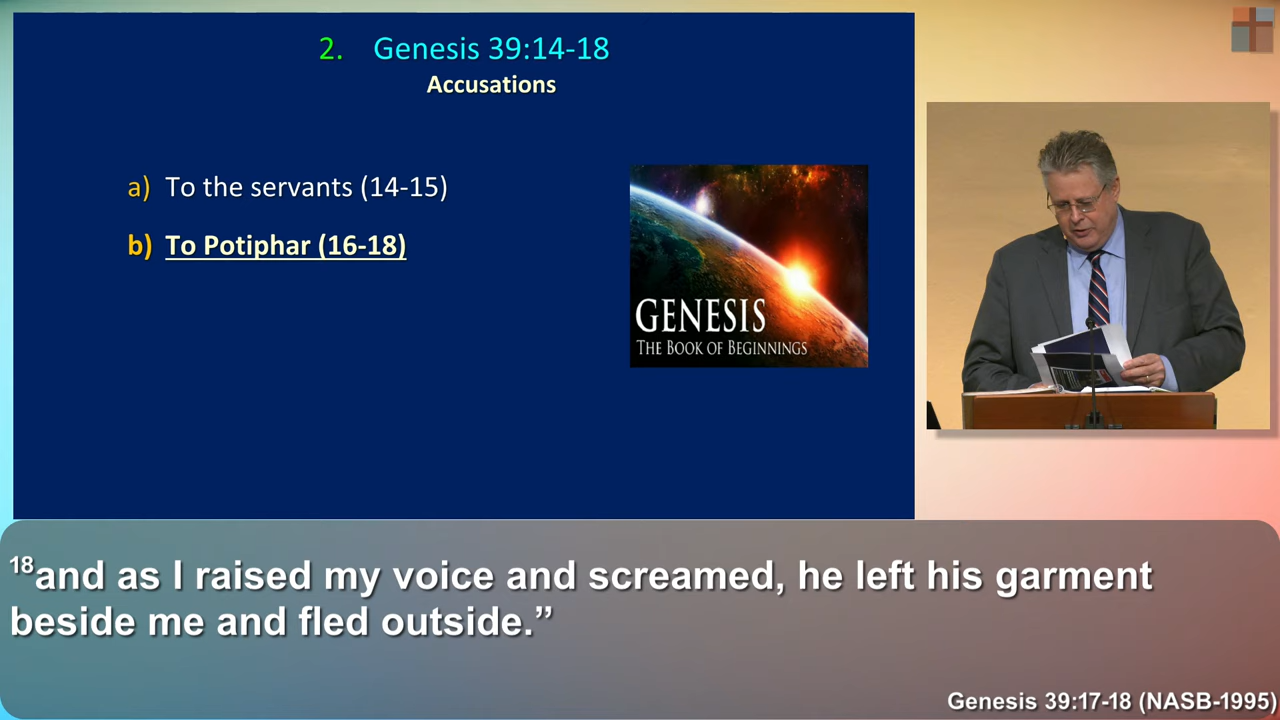 2. Genesis 39:14-18
Accusations
a) To the servants (14-15)
b) To Potiphar (16-18)
GENESIS
THE BOOK OF BEGINNINGS
18and as I raised my voice and screamed, he left his garment
beside me and fled outside.”
Genesis 39:17-18 (NASB-1995)